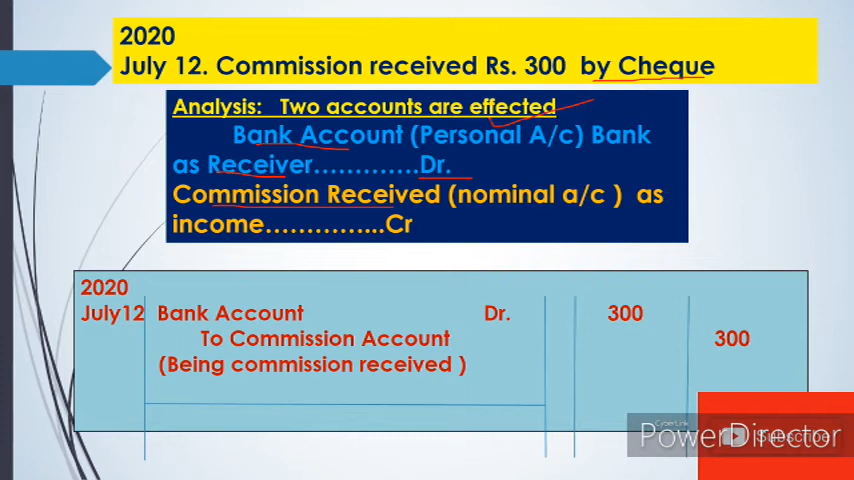 2020
July 12. Commission received Rs. 300 by Cheque
Analysis: Two accounts are effected
Bank Account (Personal A/c) Bank
as Receiver………….Dr.
Commission Received (nominal a/c ) as
income…………...Cr
2020
July12 Bank Account Dr. 300
To Commission Account 300
(Being commission received )
CyberLink
PowerDirector
Subscribe